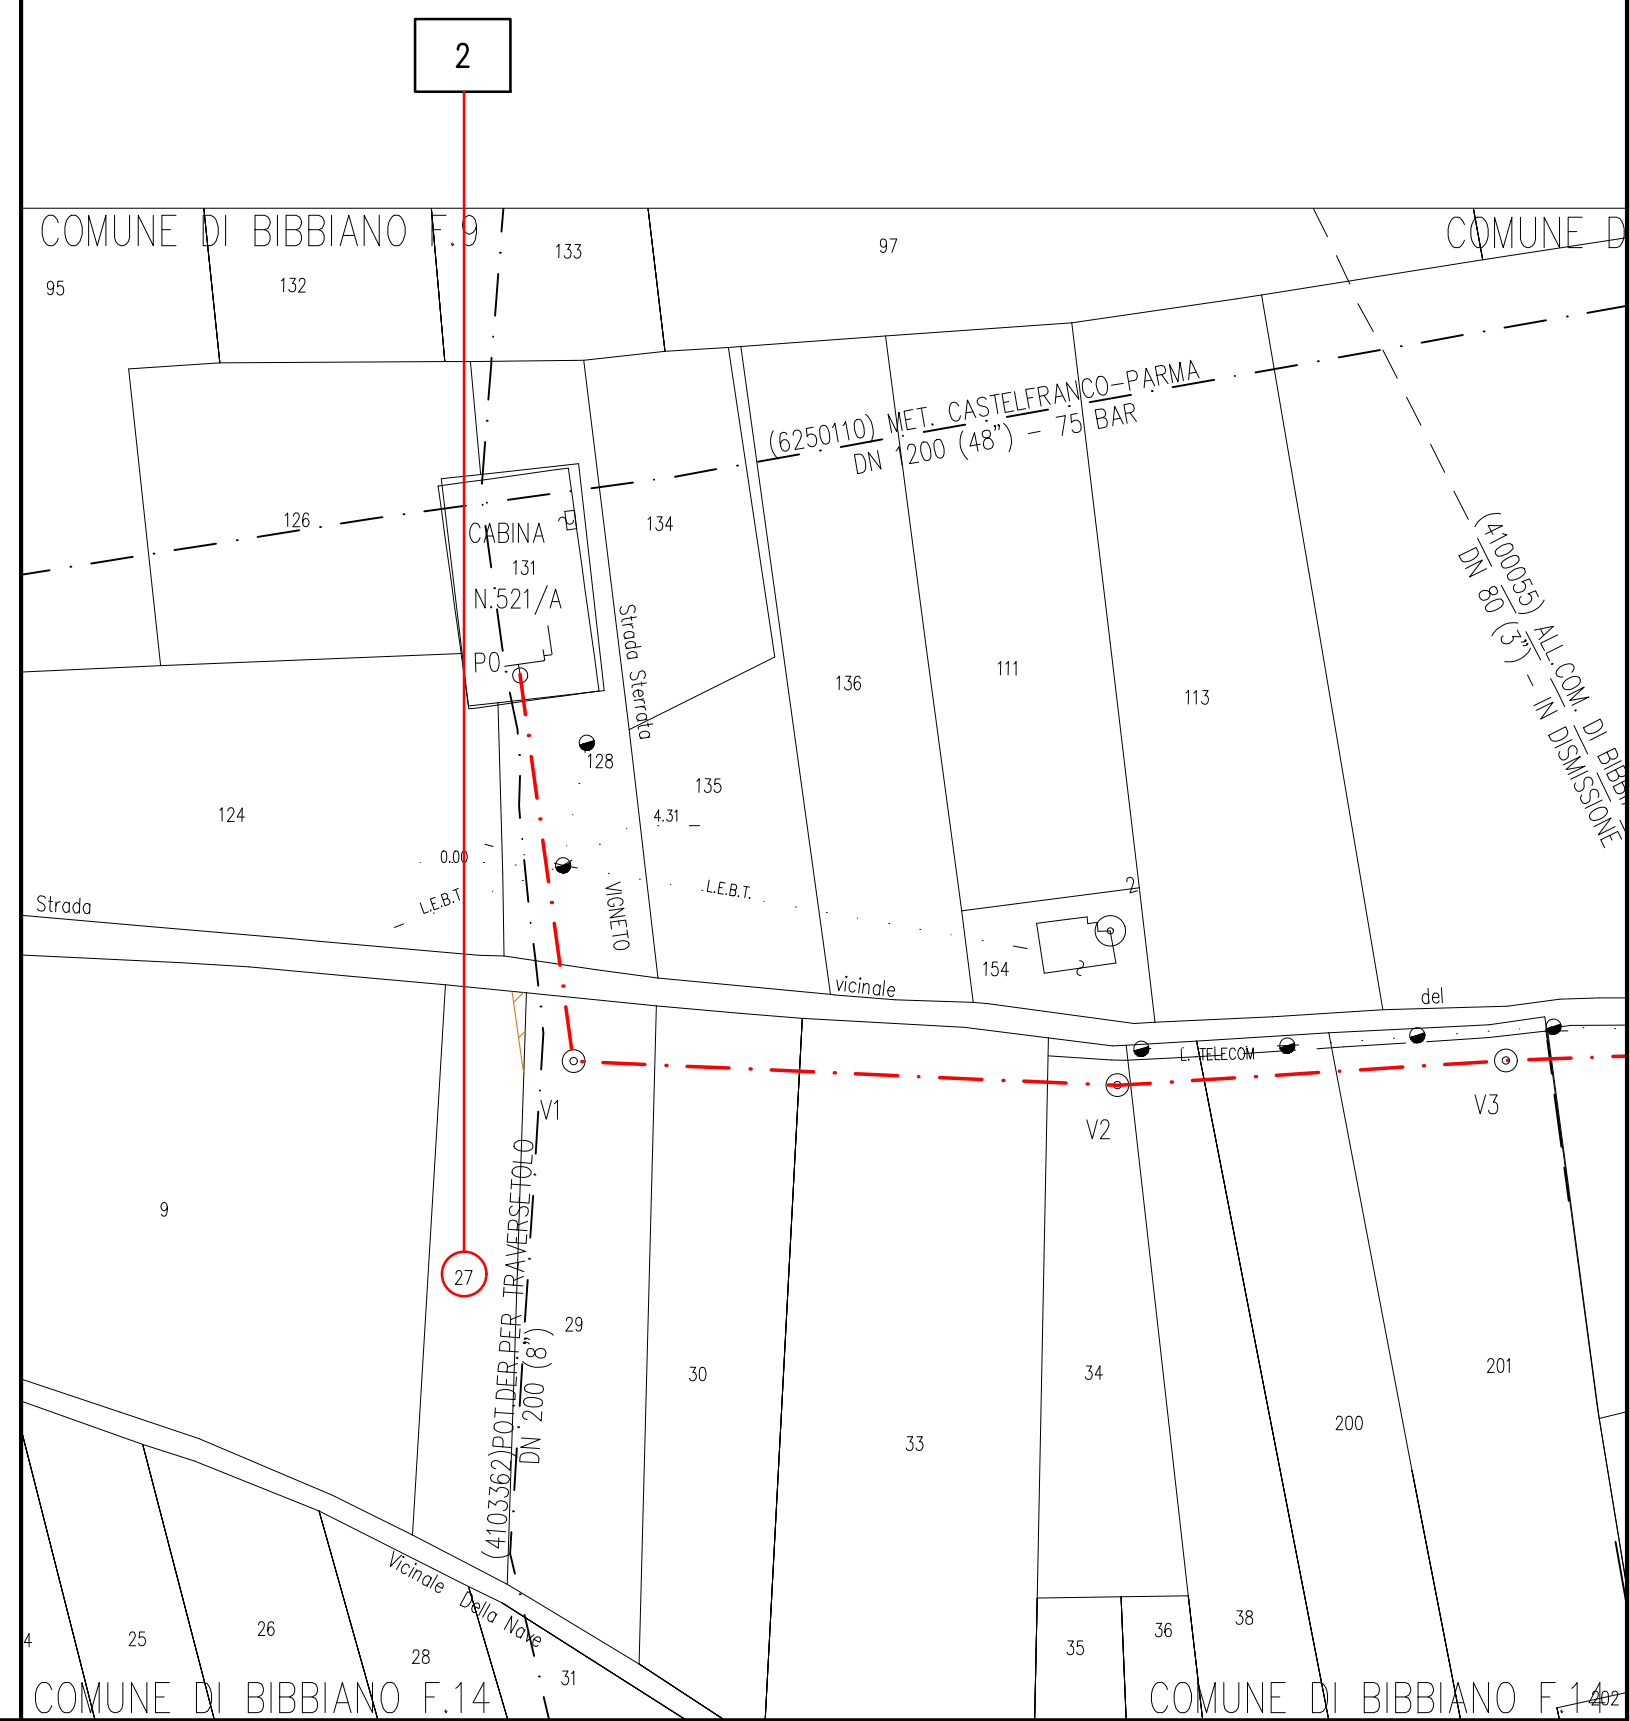 2
COMUNE DI BIBBIANO F.9
COMUNE D
95
132
133
97
(6250110) MET. CASTELFRANCO-PARMA
DN 1200 (48") - 75 BAR
126
CABINA
131
N.521/A
P0
134
Strada Sterrata
136
111
113
(4100055) ALL.COM. DI BIBBI
DN 80 (3") - IN DISMISSIONE
128
135
4.31
124
0.00
L.E.B.T.
L.E.B.T.
VIGNETO
2
154
Strada
vicinale
del
L. TELECOM
V1
V2
V3
9
27
(4103362)POT.DER.PER TRAVERSETOLO
DN 200 (8")
29
30
33
34
200
201
Vicinale Della Nave
4
25
26
28
31
35
36
38
202
COMUNE DI BIBBIANO F.14
COMUNE DI BIBBIANO F.14